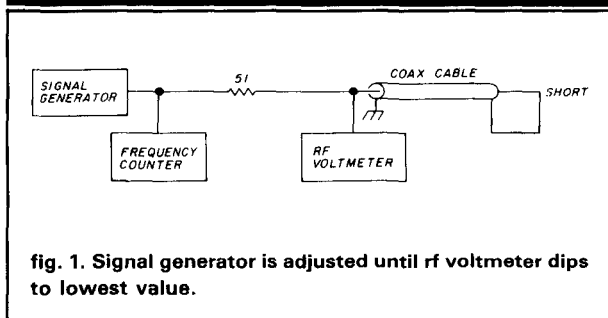 51
COAX CABLE
SIGNAL
GENERATOR
SHORT
FREQUENCY
COUNTER
RF
VOLTMETER
fig. 1. Signal generator is adjusted until rf voltmeter dips
to lowest value.